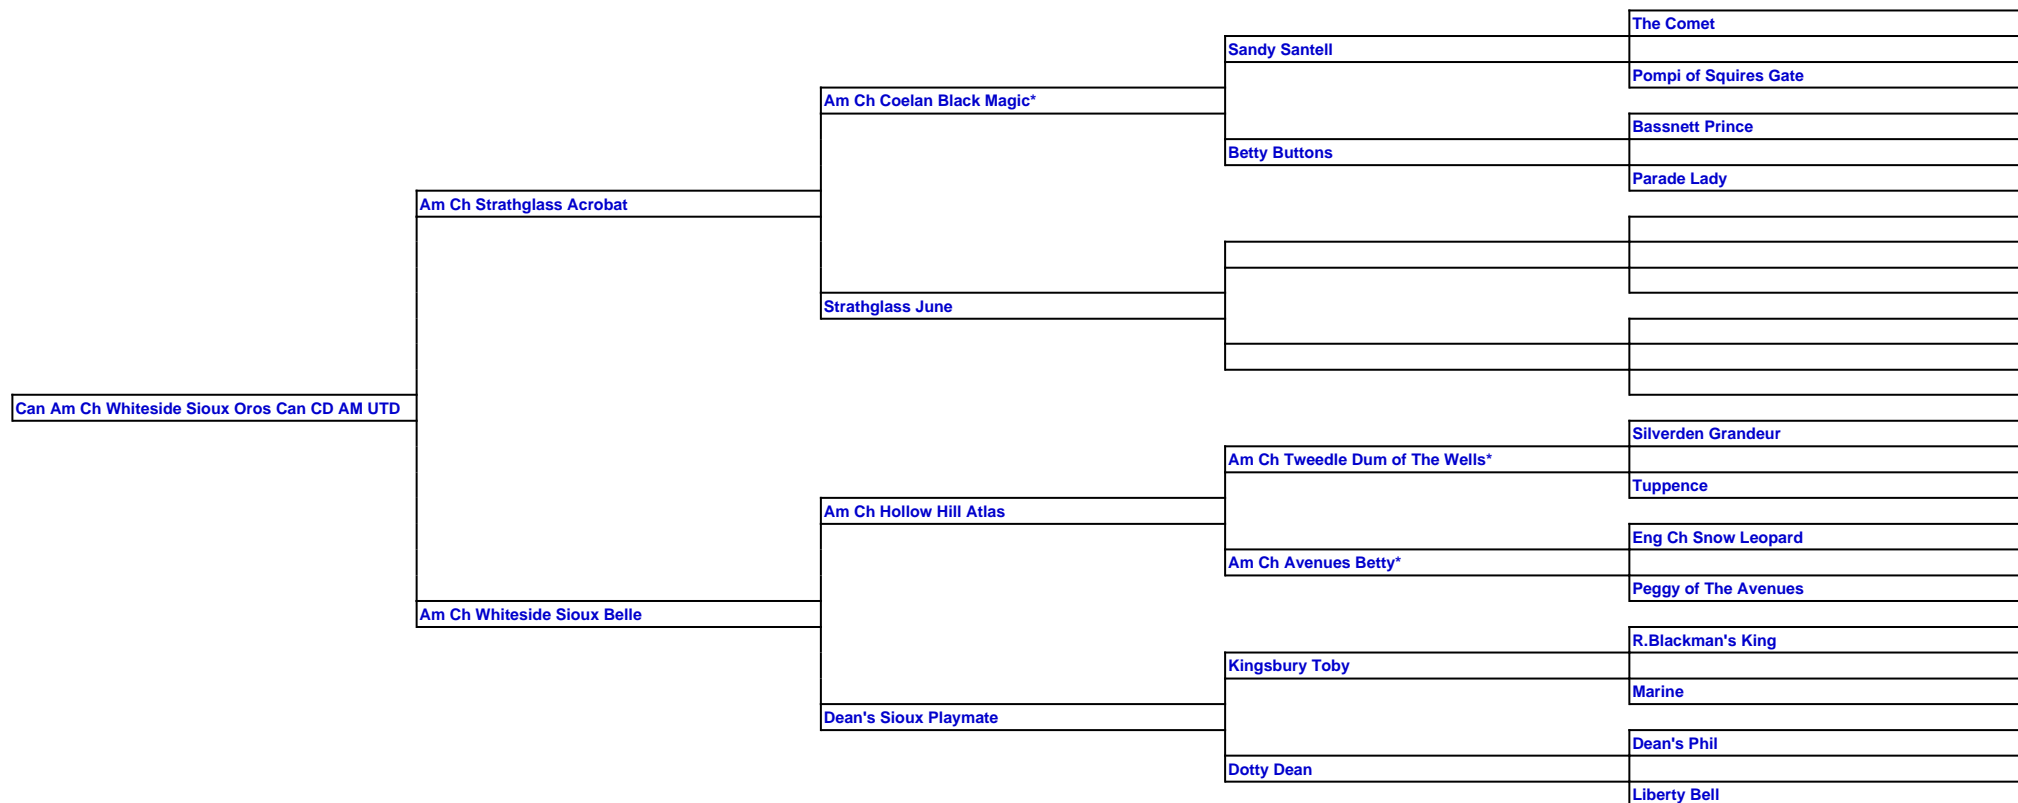 The Comet
Sandy Santell
Pompi of Squires Gate
Am Ch Coelan Black Magic*
Bassnett Prince
Betty Buttons
Parade Lady
Am Ch Strathglass Acrobat
Strathglass June
Can Am Ch Whiteside Sioux Oros Can CD AM UTD
Silverden Grandeur
Am Ch Tweedle Dum of The Wells*
Tuppence
Am Ch Hollow Hill Atlas
Eng Ch Snow Leopard
Am Ch Avenues Betty*
Peggy of The Avenues
Am Ch Whiteside Sioux Belle
R.Blackman's King
Kingsbury Toby
Marine
Dean's Sioux Playmate
Dean's Phil
Dotty Dean
Liberty Bell